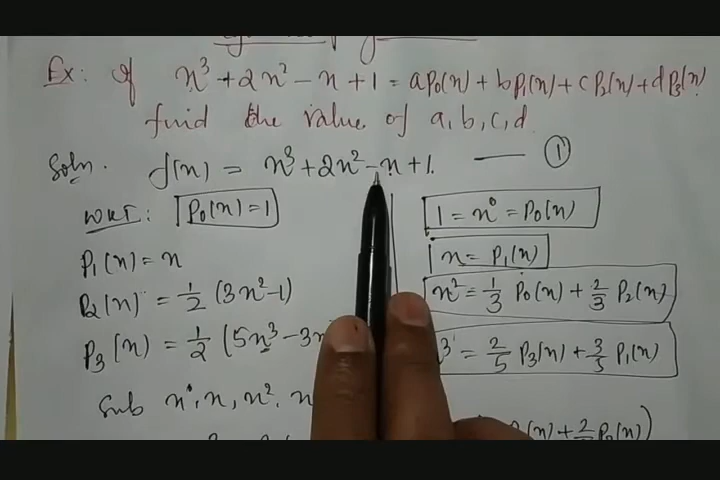 Ex: If x³ + 2x² - x + 1 = aP₀(x) + bP₁(x) + cP₂(x) + dP₃(x)
find the value of a, b, c, d.
Soln. f(x) = x³ + 2x² - x + 1. — ①
WKT: P₀(x) = 1
P₁(x) = x
P₂(x) = 1/2 (3x² - 1)
P₃(x) = 1/2 (5x³ - 3x
1 = x⁰ = P₀(x)
x = P₁(x)
x² = 1/3 P₀(x) + 2/3 P₂(x)
3 = 2/5 P₃(x) + 3/5 P₁(x)
Sub x⁰, x, x², x